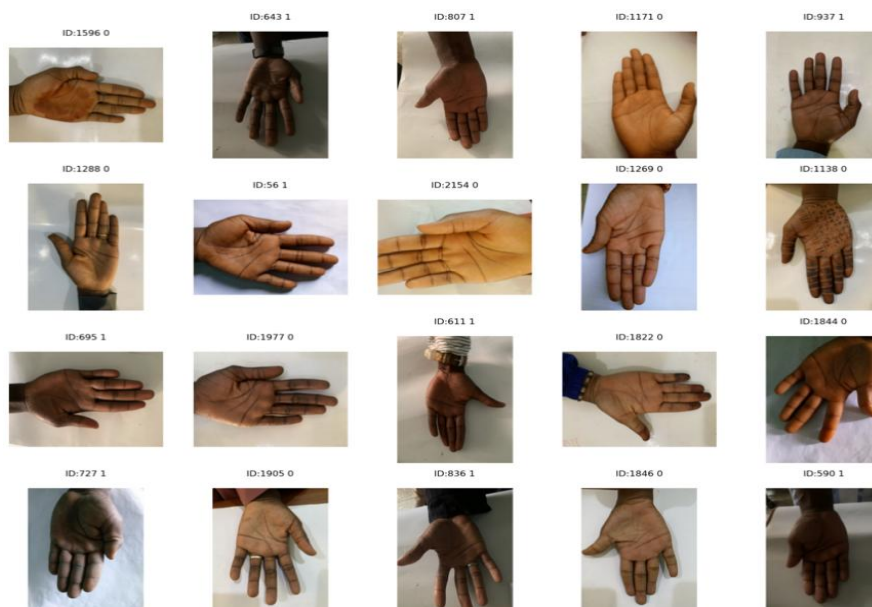 ID:1596 0
ID:643 1
ID:807 1
ID:1171 0
ID:937 1
ID:1288 0
ID:56 1
ID:2154 0
ID:1269 0
ID:1138 0
ID:695 1
ID:1977 0
ID:611 1
ID:1822 0
ID:1844 0
ID:727 1
ID:1905 0
ID:836 1
ID:1846 0
ID:590 1